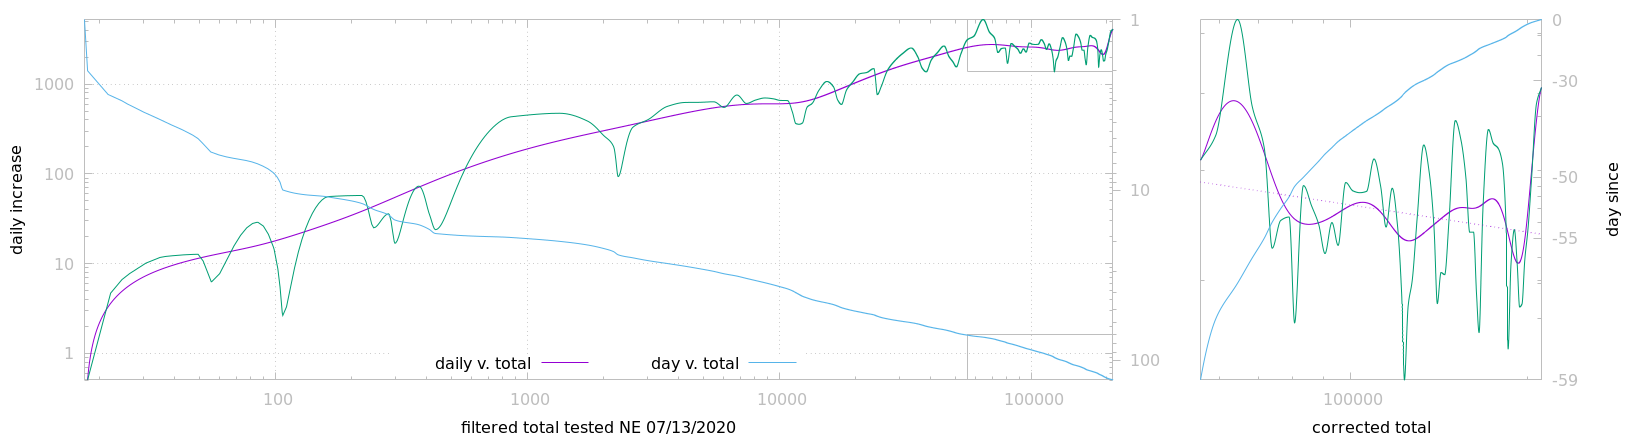 daily increase
1000
100
10
1
100
1000
10000
100000
1
10
100
daily v. total
day v. total
filtered total tested NE 07/13/2020
-0
-30
-50
-55
-59
100000
day since
corrected total